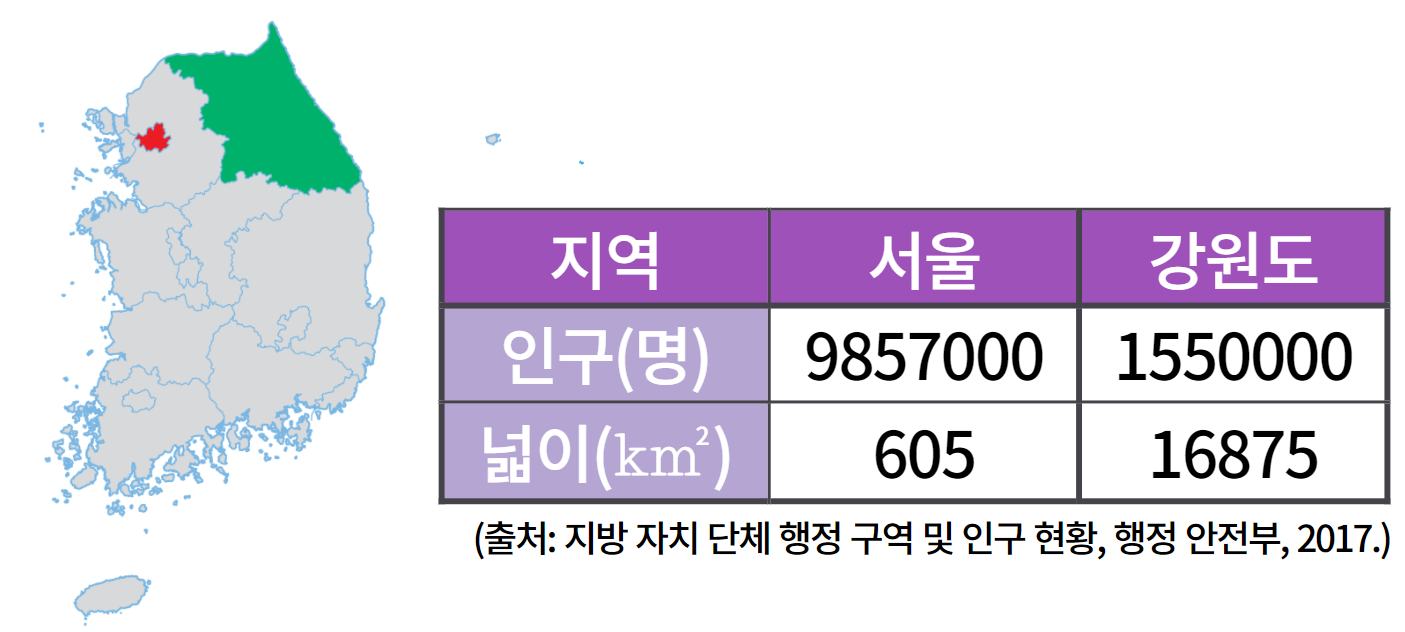 지역 서울 강원도
인구(명) 9857000 1550000
넓이(km²) 605 16875
(출처: 지방 자치 단체 행정 구역 및 인구 현황, 행정 안전부, 2017.)